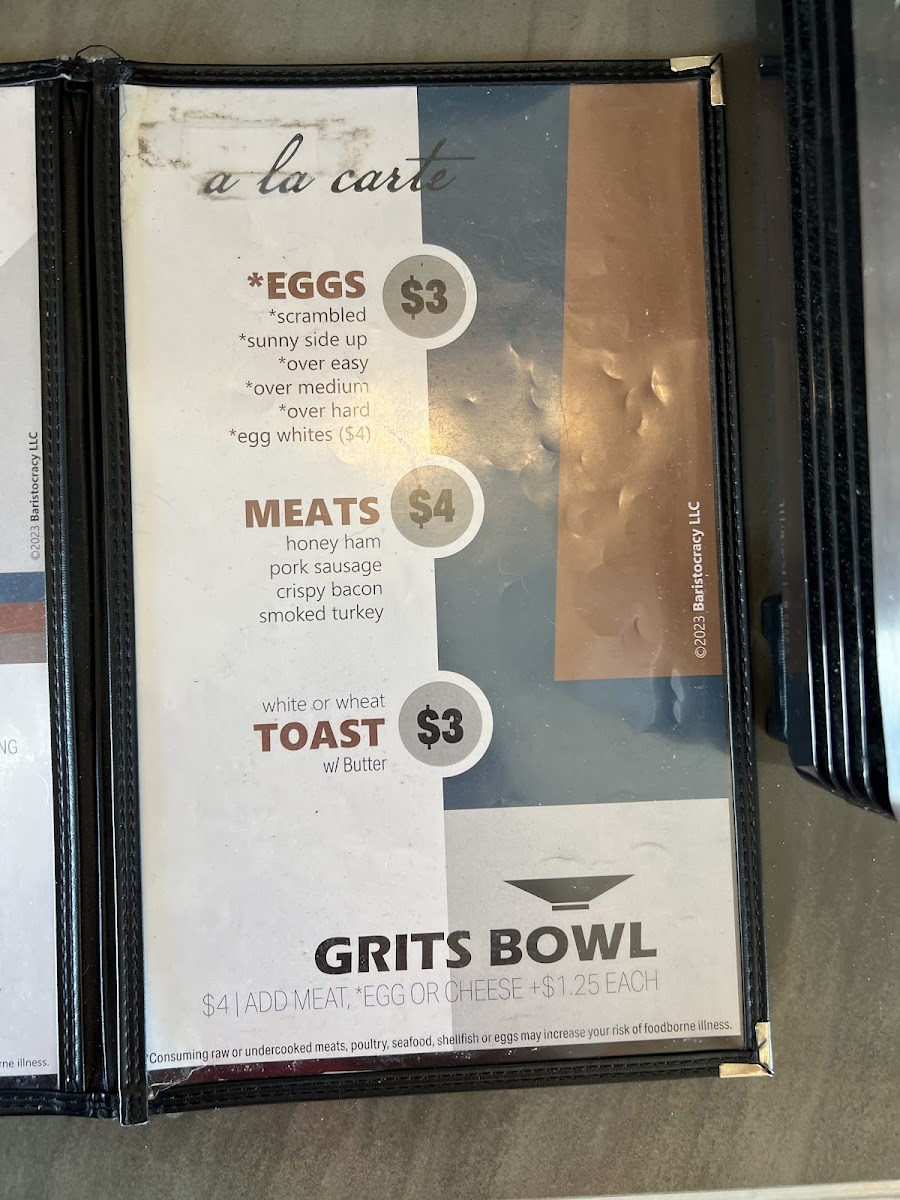 a la carte
*EGGS
$3
*scrambled
*sunny side up
*over easy
*over medium
*over hard
*egg whites ($4)
MEATS
$4
honey ham
pork sausage
crispy bacon
smoked turkey
white or wheat
TOAST
$3
w/ Butter
GRITS BOWL
$4 | ADD MEAT, *EGG OR CHEESE +$1.25 EACH
*Consuming raw or undercooked meats, poultry, seafood, shellfish or eggs may increase your risk of foodborne illness.
©2023 Baristocracy LLC
©2023 Baristocracy LLC
illness.